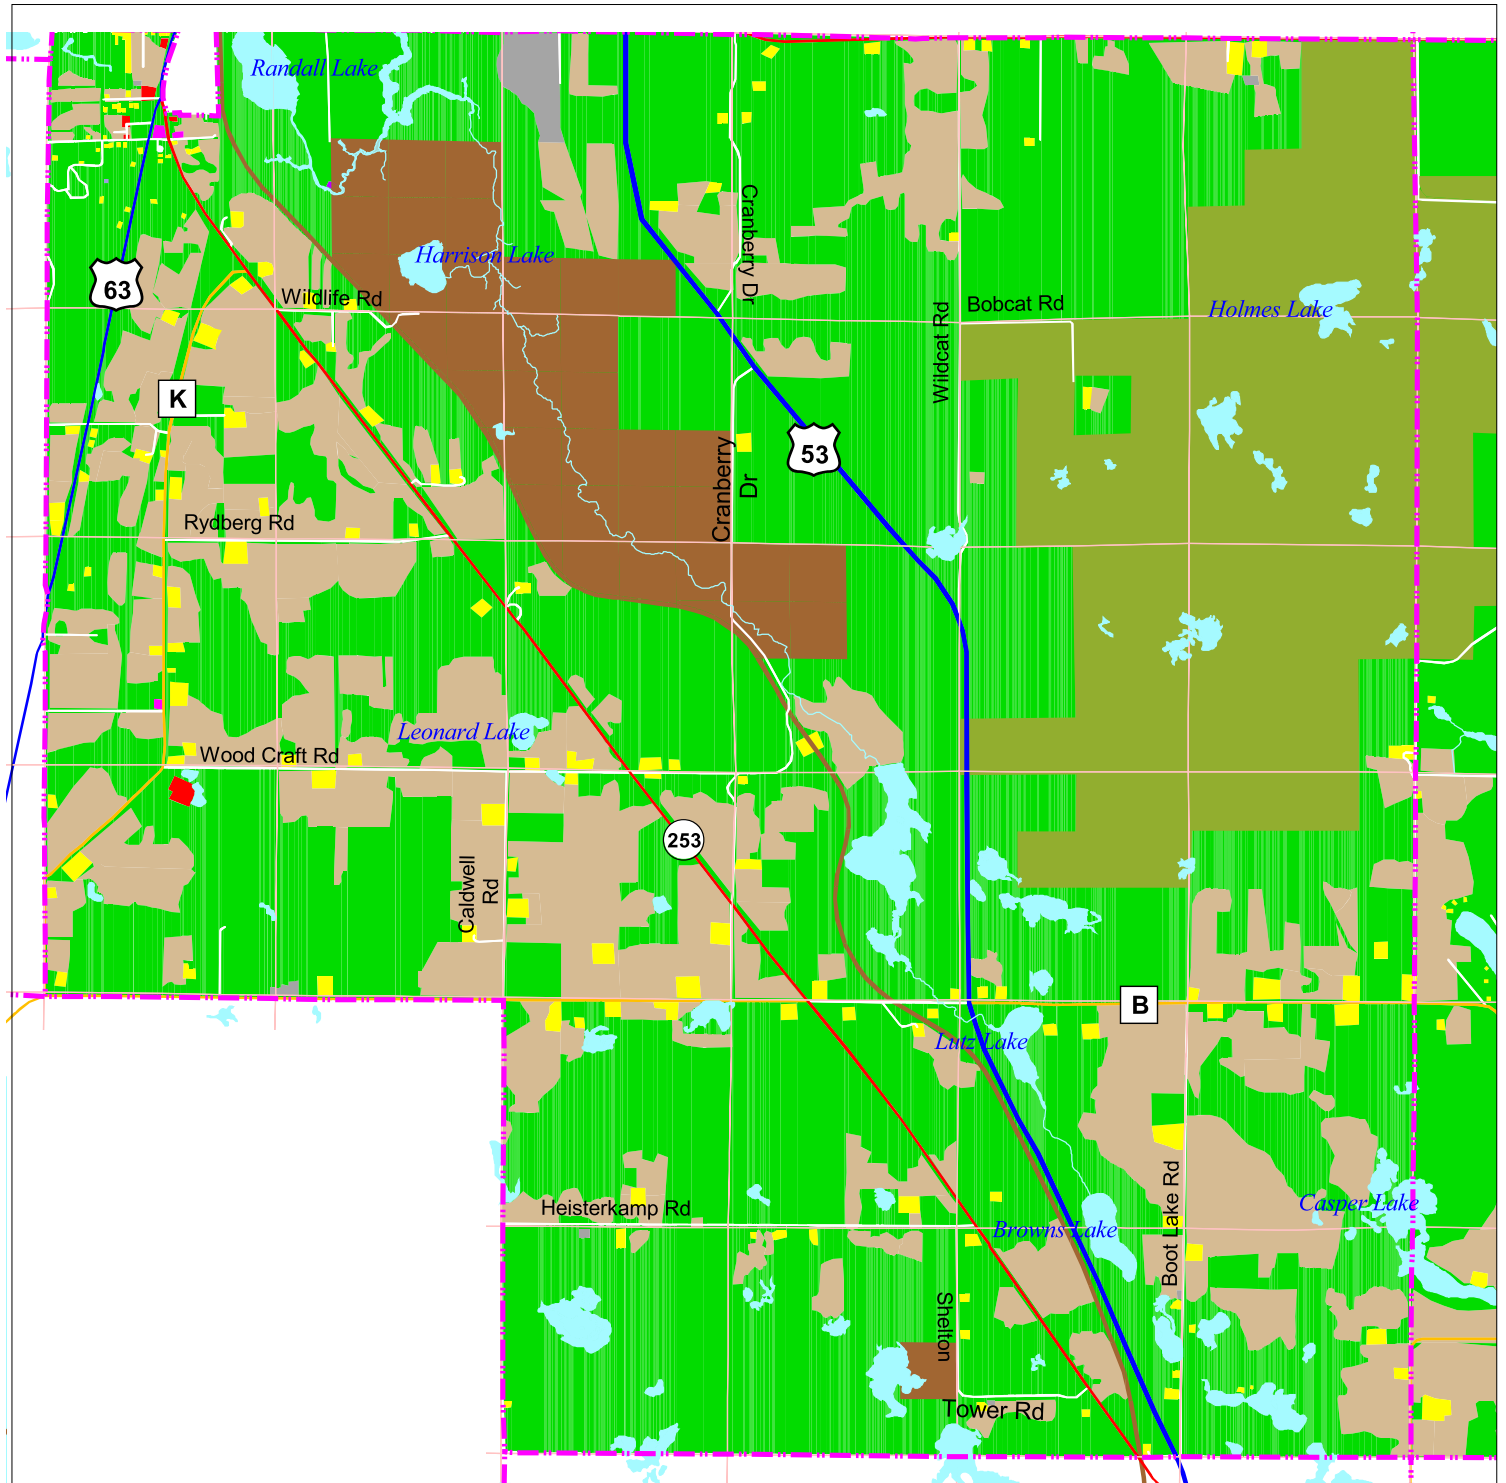 Randall Lake
Cranberry Dr
Harrison Lake
63
Wildlife Rd
Bobcat Rd
Holmes Lake
Wildcat Rd
K
53
Cranberry
Dr
Rydberg Rd
Leonard Lake
Wood Craft Rd
253
Caldwell
Rd
B
Lutz Lake
Heisterkamp Rd
Browns Lake
Boot Lake Rd
Casper Lake
Shelton
Tower Rd